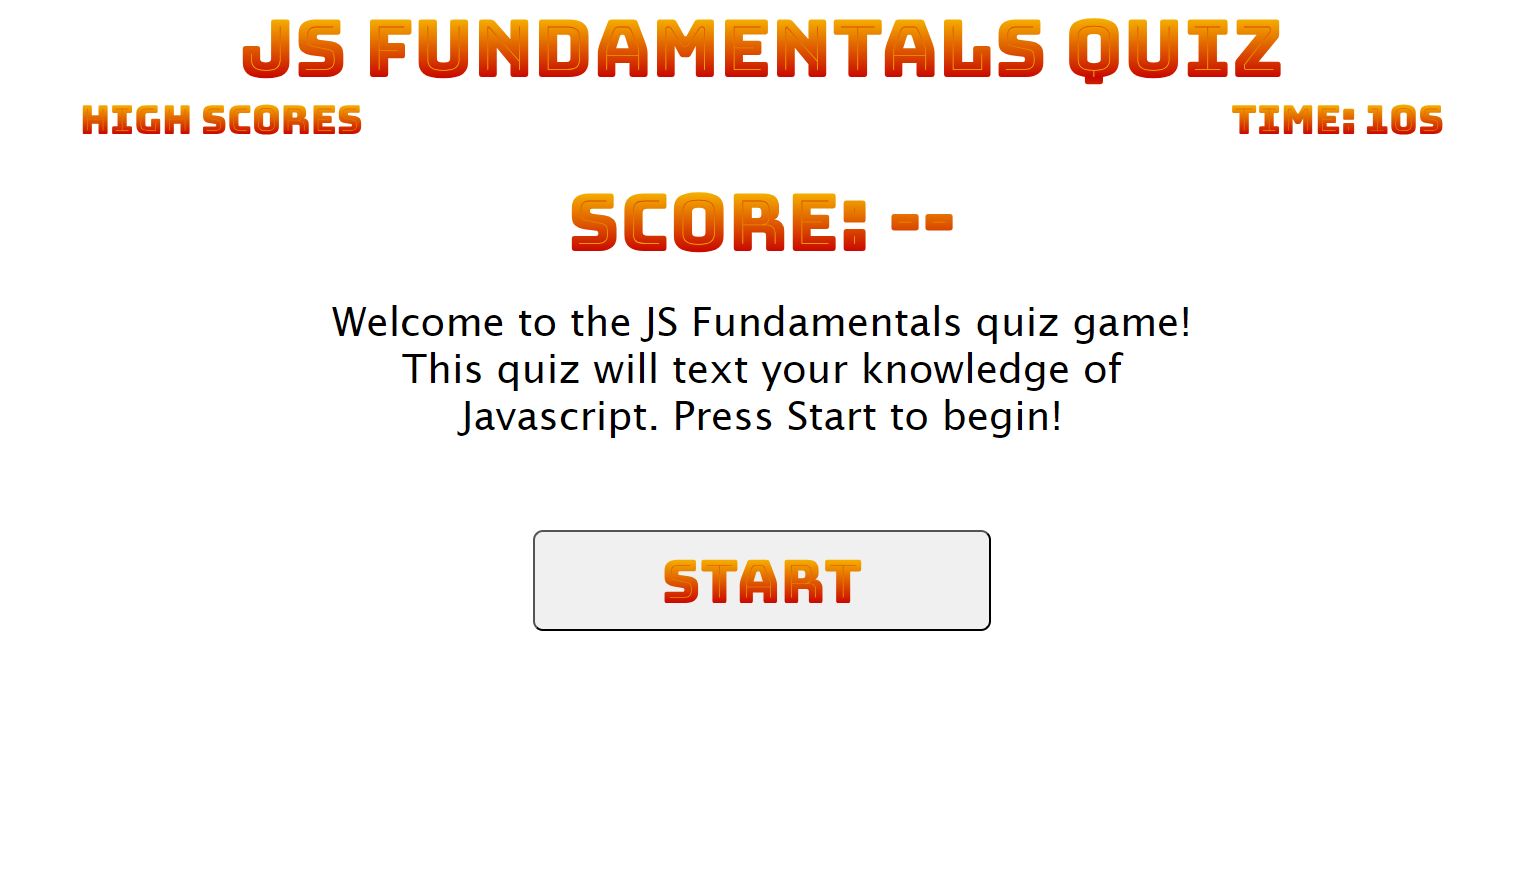 JS FUNDAMENTALS QUIZ
HIGH SCORES
TIME: 10S
SCORE: --
Welcome to the JS Fundamentals quiz game!
This quiz will text your knowledge of
Javascript. Press Start to begin!
START